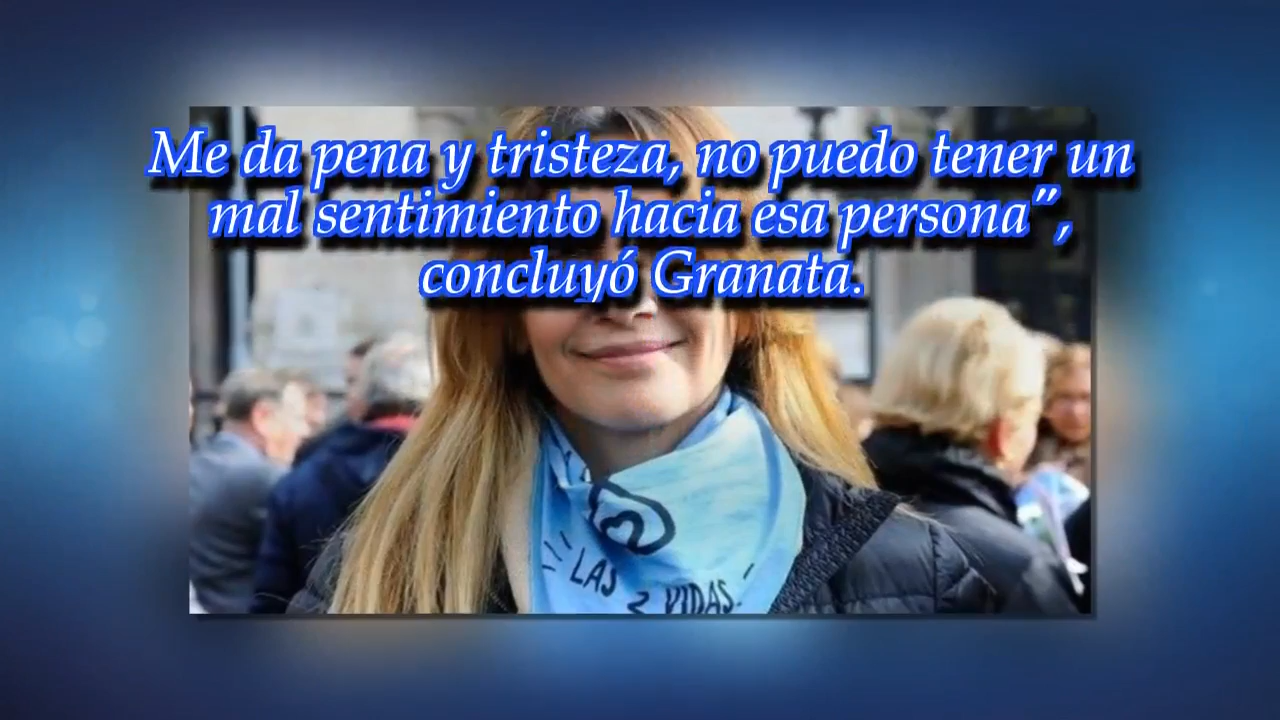 Me da pena y tristeza, no puedo tener un
mal sentimiento hacia esa persona”,
concluyó Granata.
LAS 2 VIDAS